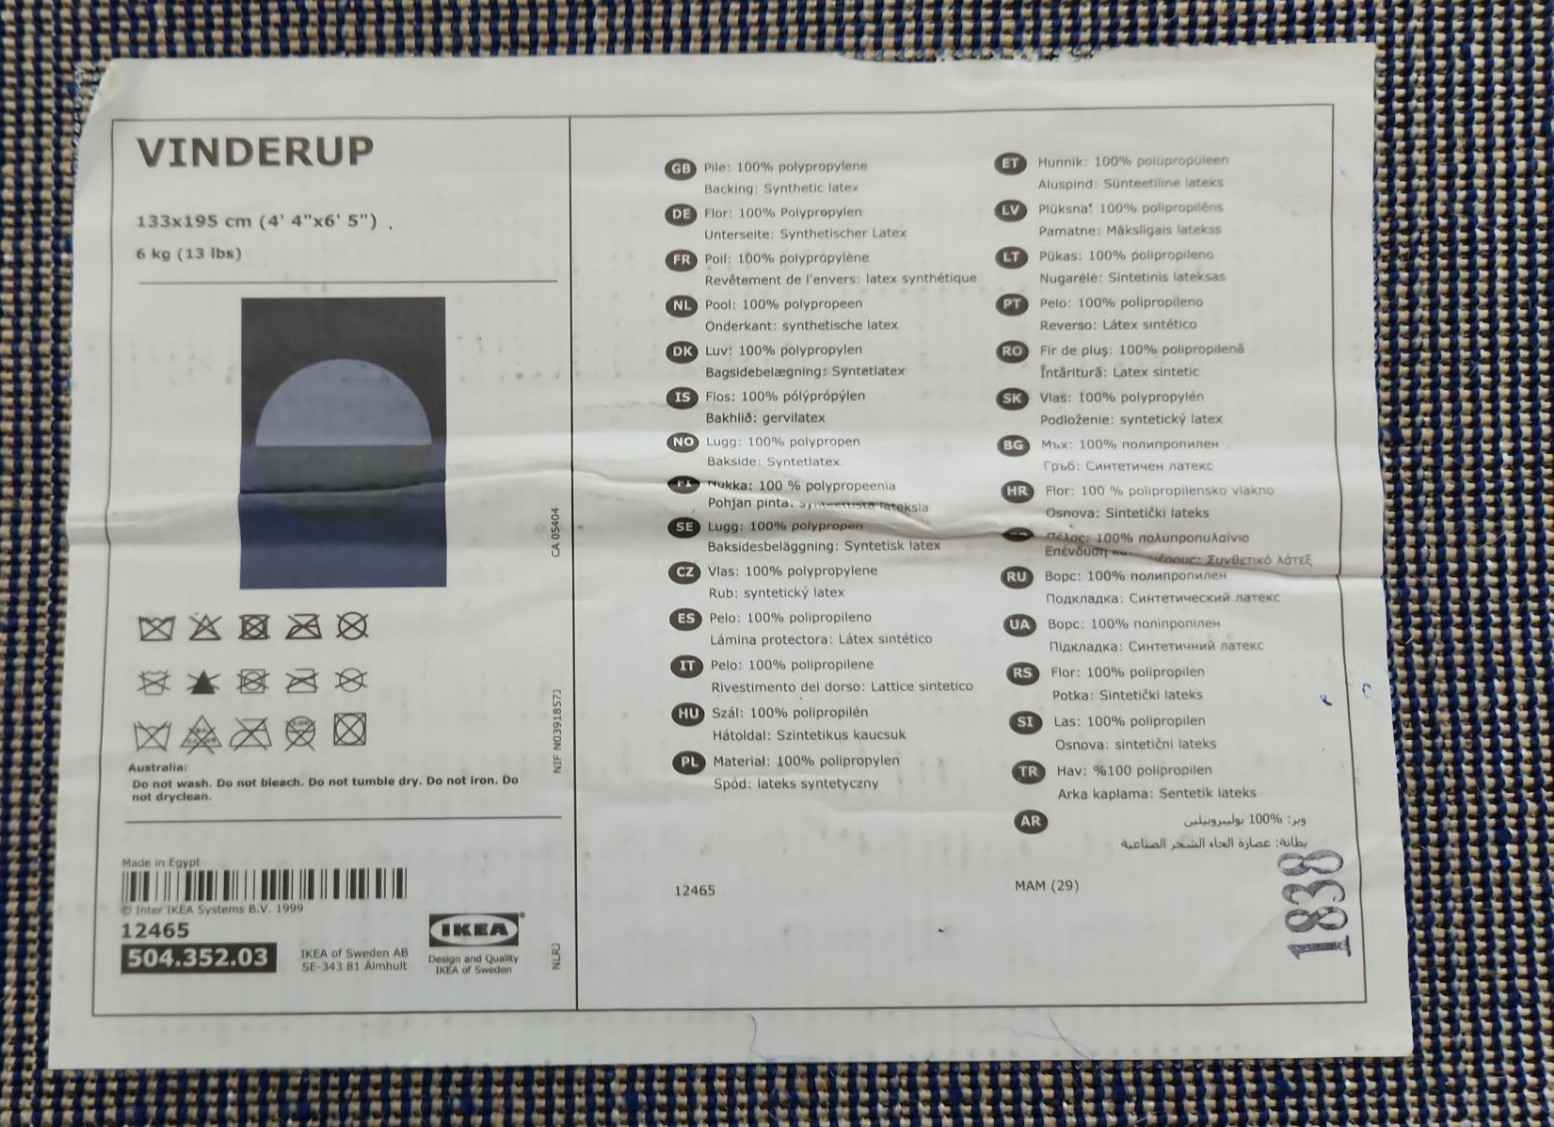 VINDERUP
133x195 cm (4' 4"x6' 5")
6 kg (13 lbs)
CA 05404
NIF N0391857J
NLRJ
Australia:
Do not wash. Do not bleach. Do not tumble dry. Do not iron. Do
not dryclean.
Made in Egypt
© Inter IKEA Systems B.V. 1999
12465
504.352.03
IKEA of Sweden AB
SE-343 81 Älmhult
IKEA
Design and Quality
IKEA of Sweden
GB Pile: 100% polypropylene
Backing: Synthetic latex
DE Flor: 100% Polypropylen
Unterseite: Synthetischer Latex
FR Poil: 100% polypropylène
Revêtement de l'envers: latex synthétique
NL Pool: 100% polypropeen
Onderkant: synthetische latex
DK Luv: 100% polypropylen
Bagsidebelægning: Syntetlatex
IS Flos: 100% pólýprópýlen
Bakhlið: gervilatex
NO Lugg: 100% polypropen
Bakside: Syntetlatex
Nukka: 100 % polypropeenia
Pohjan pinta: lateksia
SE Lugg: 100% polypropen
Baksidesbeläggning: Syntetisk latex
CZ Vlas: 100% polypropylene
Rub: syntetický latex
ES Pelo: 100% polipropileno
Lámina protectora: Látex sintético
IT Pelo: 100% polipropilene
Rivestimento del dorso: Lattice sintetico
HU Szál: 100% polipropilén
Hátoldal: Szintetikus kaucsuk
PL Materiał: 100% polipropylen
Spód: lateks syntetyczny
12465
ET Hunnik: 100% polüpropüleen
Aluspind: Sünteetiline lateks
LV Plūksna: 100% polipropilēns
Pamatne: Mākslīgais latekss
LT Pūkas: 100% polipropileno
Nugarėlė: Sintetinis lateksas
PT Pelo: 100% polipropileno
Reverso: Látex sintético
RO Fir de pluş: 100% polipropilenă
Întăritură: Latex sintetic
SK Vlas: 100% polypropylén
Podloženie: syntetický latex
BG Мъх: 100% полипропилен
Гръб: Синтетичен латекс
HR Flor: 100 % polipropilensko vlakno
Osnova: Sintetički lateks
Πέλος: 100% πολυπροπυλαίνιο
Επένδυση Συνθετικό λάτεξ
RU Ворс: 100% полипропилен
Подкладка: Синтетический латекс
UA Ворс: 100% поліпропілен
Підкладка: Синтетичний латекс
RS Flor: 100% polipropilen
Potka: Sintetički lateks
SI Las: 100% polipropilen
Osnova: sintetični lateks
TR Hav: %100 polipropilen
Arka kaplama: Sentetik lateks
AR وبر: 100% بوليبروبيلين
بطانة: عصارة لحاء الشجر الصناعية
MAM (29)
1838